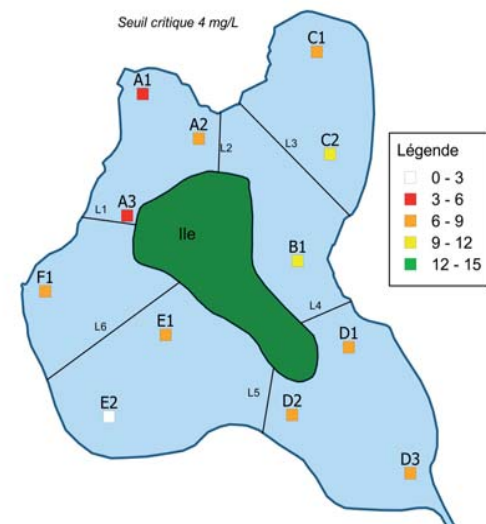 Seuil critique 4 mg/L
C1
A1
A2
L2
L3
C2
Légende
0 - 3
3 - 6
6 - 9
9 - 12
12 - 15
A3
L1
Ile
B1
F1
L4
E1
D1
L6
L5
D2
E2
D3